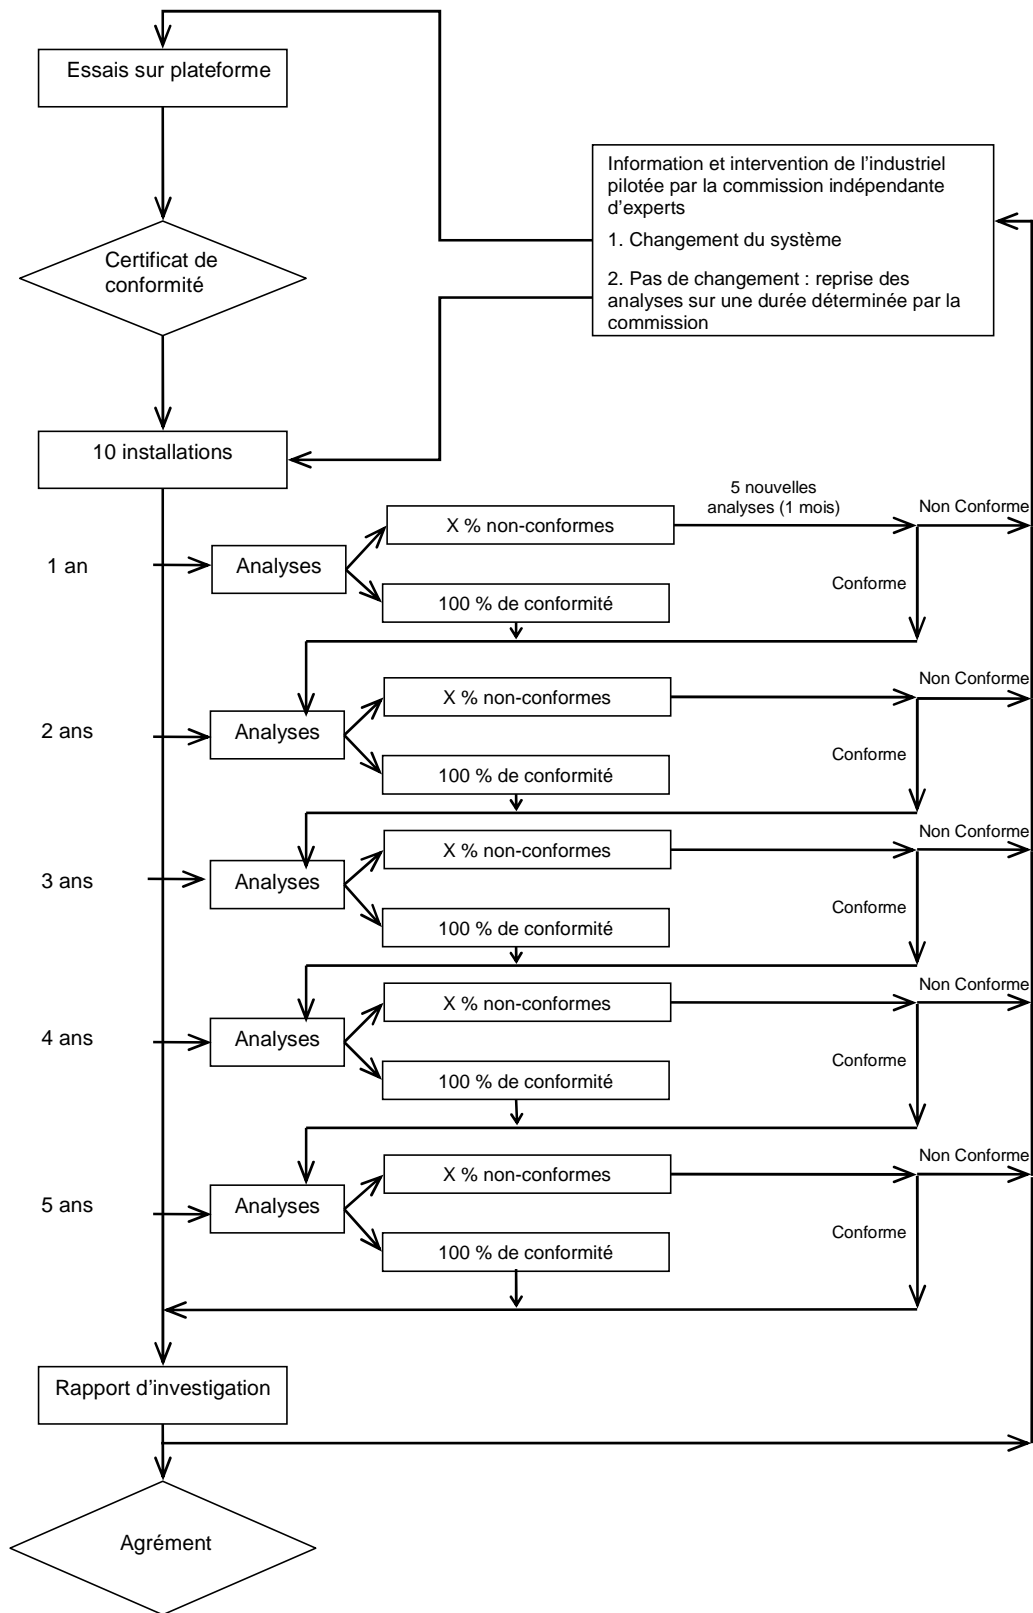 Essais sur plateforme
Information et intervention de l’industriel
pilotée par la commission indépendante
d’experts
1. Changement du système
2. Pas de changement : reprise des
analyses sur une durée déterminée par la
commission
Certificat de
conformité
10 installations
5 nouvelles
analyses (1 mois)
Non Conforme
X % non-conformes
1 an
Analyses
Conforme
100 % de conformité
Non Conforme
X % non-conformes
2 ans
Analyses
Conforme
100 % de conformité
Non Conforme
X % non-conformes
3 ans
Analyses
Conforme
100 % de conformité
Non Conforme
X % non-conformes
4 ans
Analyses
Conforme
100 % de conformité
Non Conforme
X % non-conformes
5 ans
Analyses
Conforme
100 % de conformité
Rapport d’investigation
Agrément